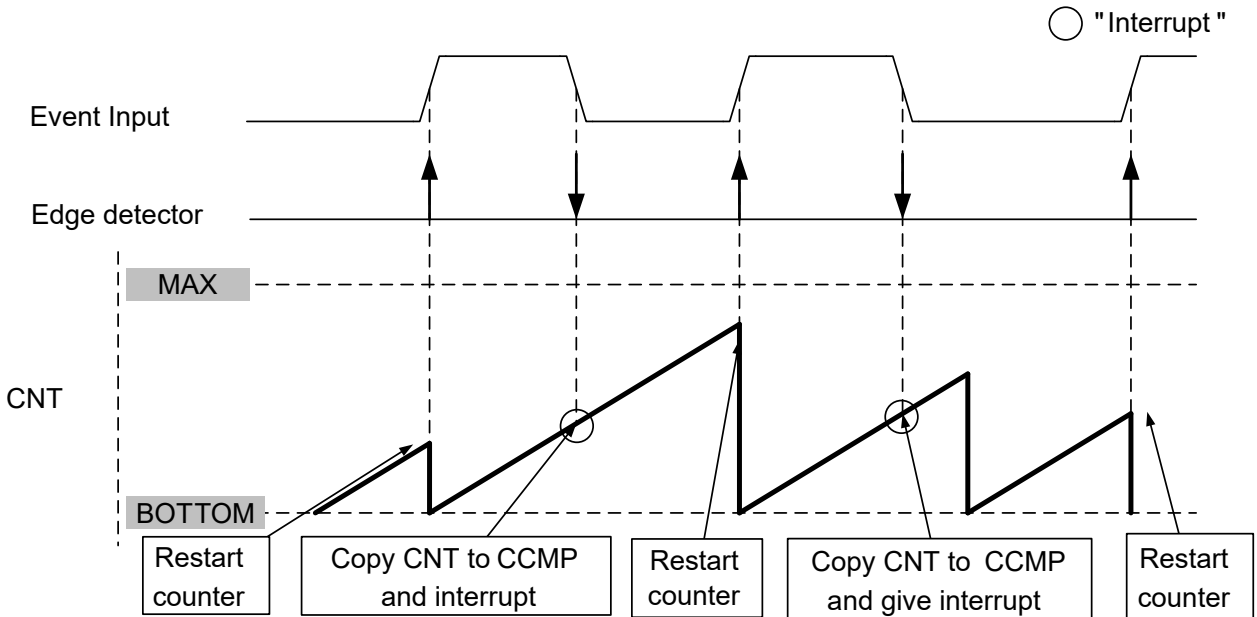 "Interrupt"
Event Input
Edge detector
MAX
CNT
BOTTOM
Restart
counter
Copy CNT to CCMP
and interrupt
Restart
counter
Copy CNT to CCMP
and give interrupt
Restart
counter